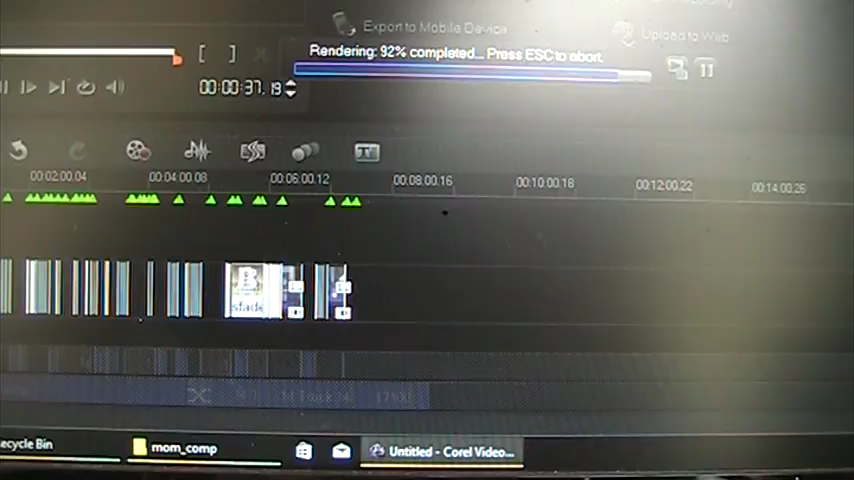 Export to Mobile Device
Upload to Web
Rendering: 92% completed... Press ESC to abort.
[ ]
00:00:37.19
00:02:00.04 00:04:00.08 00:06:00.12 00:08:00.16 00:10:00.18 00:12:00.22 00:14:00.26
B
sfade
ecycle Bin
mom_comp
Untitled - Corel Video...